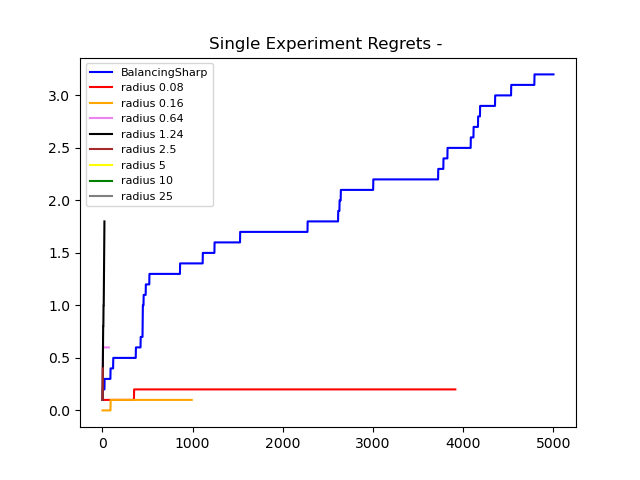 Single Experiment Regrets -
BalancingSharp
radius 0.08
radius 0.16
radius 0.64
radius 1.24
radius 2.5
radius 5
radius 10
radius 25
3.0
2.5
2.0
1.5
1.0
0.5
0.0
0 1000 2000 3000 4000 5000